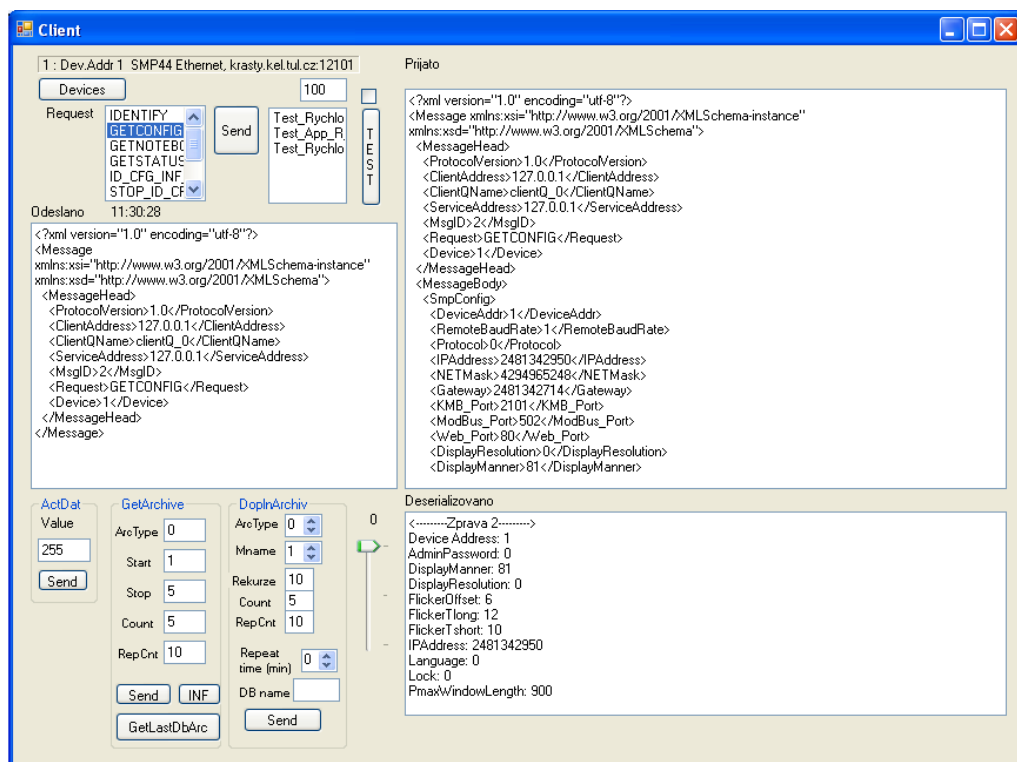 Client
1 : Dev.Addr 1 SMP44 Ethernet, krasty.kel.tul.cz:12101
Devices
100
Request
IDENTIFY
GETCONFIG
GETNOTEBO
GETSTATUS
ID_CFG_INF
STOP_ID_CF
Send
Test_Rychlo
Test_App_R
Test_Rychlo
TEST
Odeslano 11:30:28
<?xml version="1.0" encoding="utf-8"?>
<Message
xmlns:xsi="http://www.w3.org/2001/XMLSchema-instance"
xmlns:xsd="http://www.w3.org/2001/XMLSchema">
<MessageHead>
<ProtocolVersion>1.0</ProtocolVersion>
<ClientAddress>127.0.0.1</ClientAddress>
<ClientQName>clientQ_0</ClientQName>
<ServiceAddress>127.0.0.1</ServiceAddress>
<MsgID>2</MsgID>
<Request>GETCONFIG</Request>
<Device>1</Device>
</MessageHead>
</Message>
Prijato
<?xml version="1.0" encoding="utf-8"?>
<Message xmlns:xsi="http://www.w3.org/2001/XMLSchema-instance"
xmlns:xsd="http://www.w3.org/2001/XMLSchema">
<MessageHead>
<ProtocolVersion>1.0</ProtocolVersion>
<ClientAddress>127.0.0.1</ClientAddress>
<ClientQName>clientQ_0</ClientQName>
<ServiceAddress>127.0.0.1</ServiceAddress>
<MsgID>2</MsgID>
<Request>GETCONFIG</Request>
<Device>1</Device>
</MessageHead>
<MessageBody>
<SmpConfig>
<DeviceAddr>1</DeviceAddr>
<RemoteBaudRate>1</RemoteBaudRate>
<Protocol>0</Protocol>
<IPAddress>2481342950</IPAddress>
<NETMask>4294965248</NETMask>
<Gateway>2481342714</Gateway>
<KMB_Port>2101</KMB_Port>
<ModBus_Port>502</ModBus_Port>
<Web_Port>80</Web_Port>
<DisplayResolution>0</DisplayResolution>
<DisplayManner>81</DisplayManner>
ActDat
Value
255
Send
GetArchive
ArcType 0
Start 1
Stop 5
Count 5
RepCnt 10
Send INF
GetLastDbArc
DoplnArchiv
ArcType 0
Mname 1
Rekurze 10
Count 5
RepCnt 10
Repeat
time (min) 0
DB name
Send
0
Deserializovano
<---------Zprava 2--------->
Device Address: 1
AdminPassword: 0
DisplayManner: 81
DisplayResolution: 0
FlickerOffset: 6
FlickerTlong: 12
FlickerTshort: 10
IPAddress: 2481342950
Language: 0
Lock: 0
PmaxWindowLength: 900